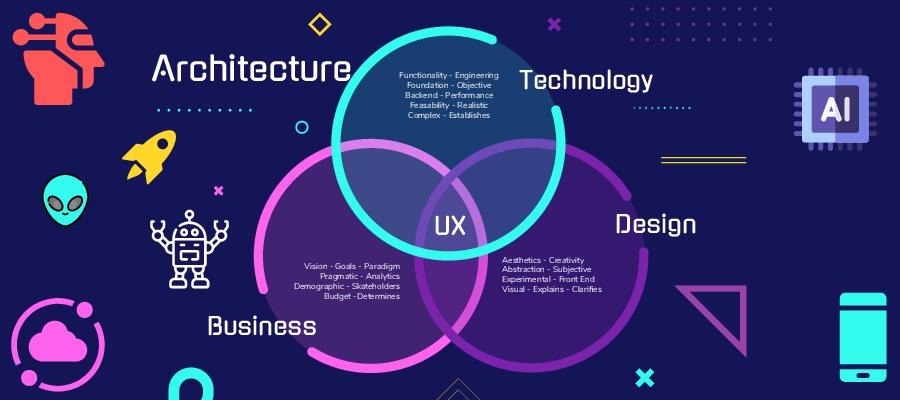 Architecture
Technology
Functionality - Engineering
Foundation - Objective
Backend - Performance
Feasability - Realistic
Complex - Establishes
AI
UX
Design
Vision - Goals - Paradigm
Pragmatic - Analytics
Demographic - Skateholders
Budget -Determines
Aesthetics - Creativity
Abstraction - Subjective
Experimental - Front End
Visual - Explains - Clarifies
Business